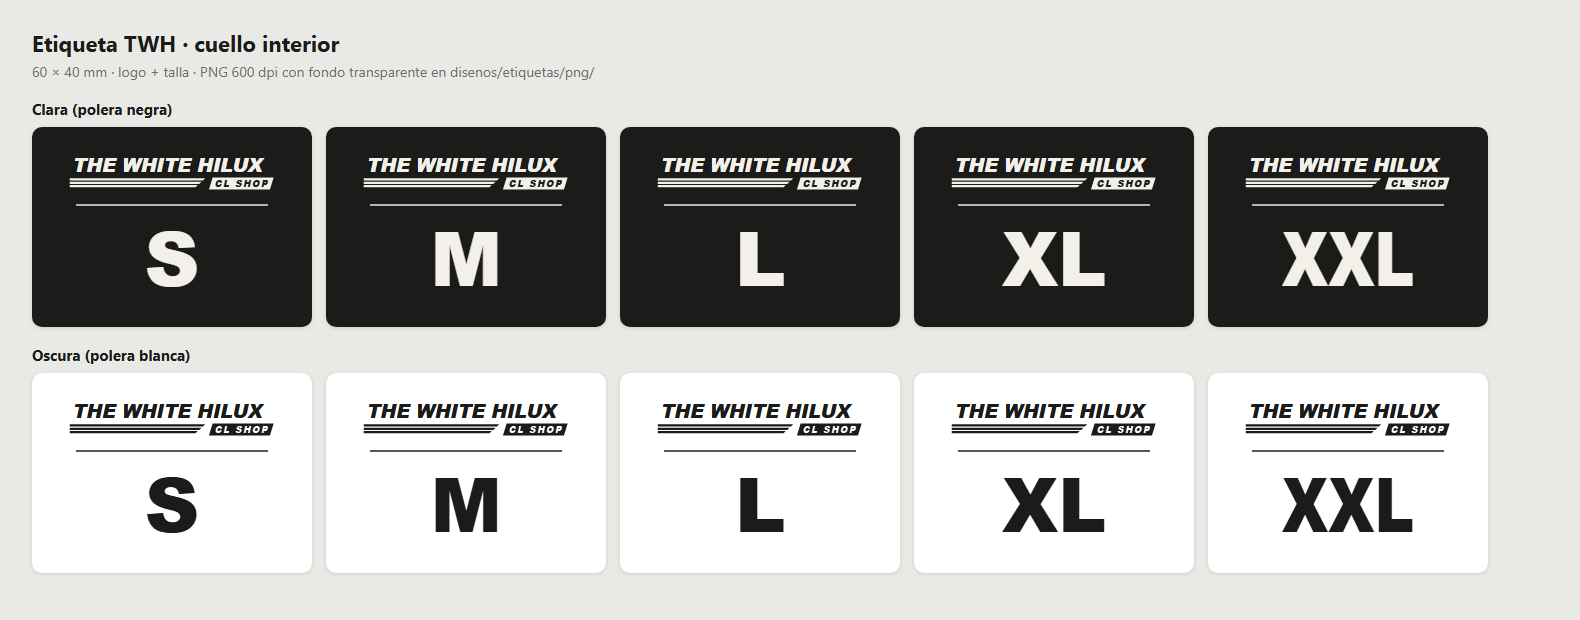 Etiqueta TWH · cuello interior
60 × 40 mm · logo + talla · PNG 600 dpi con fondo transparente en disenos/etiquetas/png/
Clara (polera negra)
THE WHITE HILUX
CL SHOP
S
THE WHITE HILUX
CL SHOP
M
THE WHITE HILUX
CL SHOP
L
THE WHITE HILUX
CL SHOP
XL
THE WHITE HILUX
CL SHOP
XXL
Oscura (polera blanca)
THE WHITE HILUX
CL SHOP
S
THE WHITE HILUX
CL SHOP
M
THE WHITE HILUX
CL SHOP
L
THE WHITE HILUX
CL SHOP
XL
THE WHITE HILUX
CL SHOP
XXL